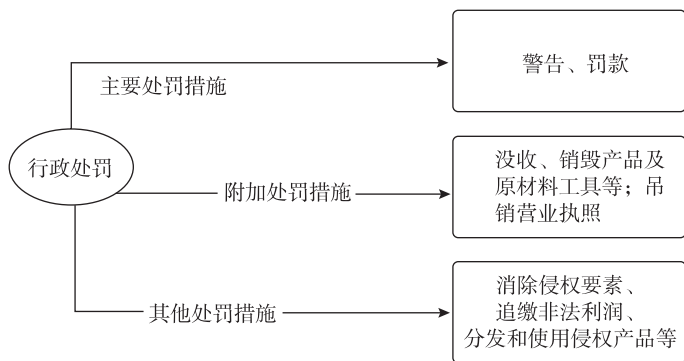 警告、罚款
主要处罚措施
行政处罚
附加处罚措施
没收、销毁产品及
原材料工具等；吊
销营业执照
其他处罚措施
消除侵权要素、
追缴非法利润、
分发和使用侵权产品等